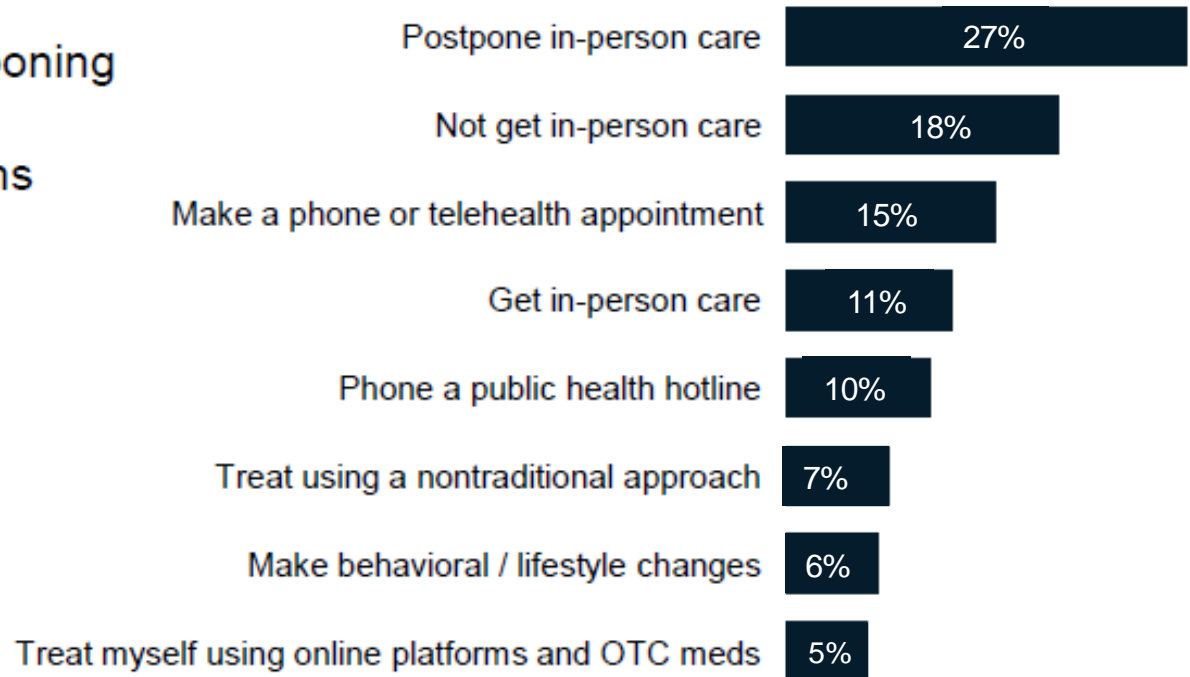 Postpone in-person care 27%
Not get in-person care 18%
Make a phone or telehealth appointment 15%
Get in-person care 11%
Phone a public health hotline 10%
Treat using a nontraditional approach 7%
Make behavioral / lifestyle changes 6%
Treat myself using online platforms and OTC meds 5%